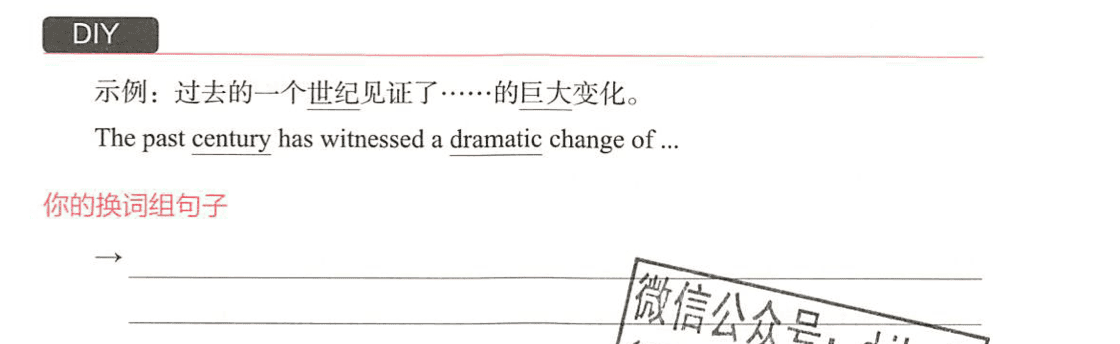 DIY
示例：过去的一个世纪见证了……的巨大变化。
The past century has witnessed a dramatic change of ...
你的换词组句子
→
微信公众号：